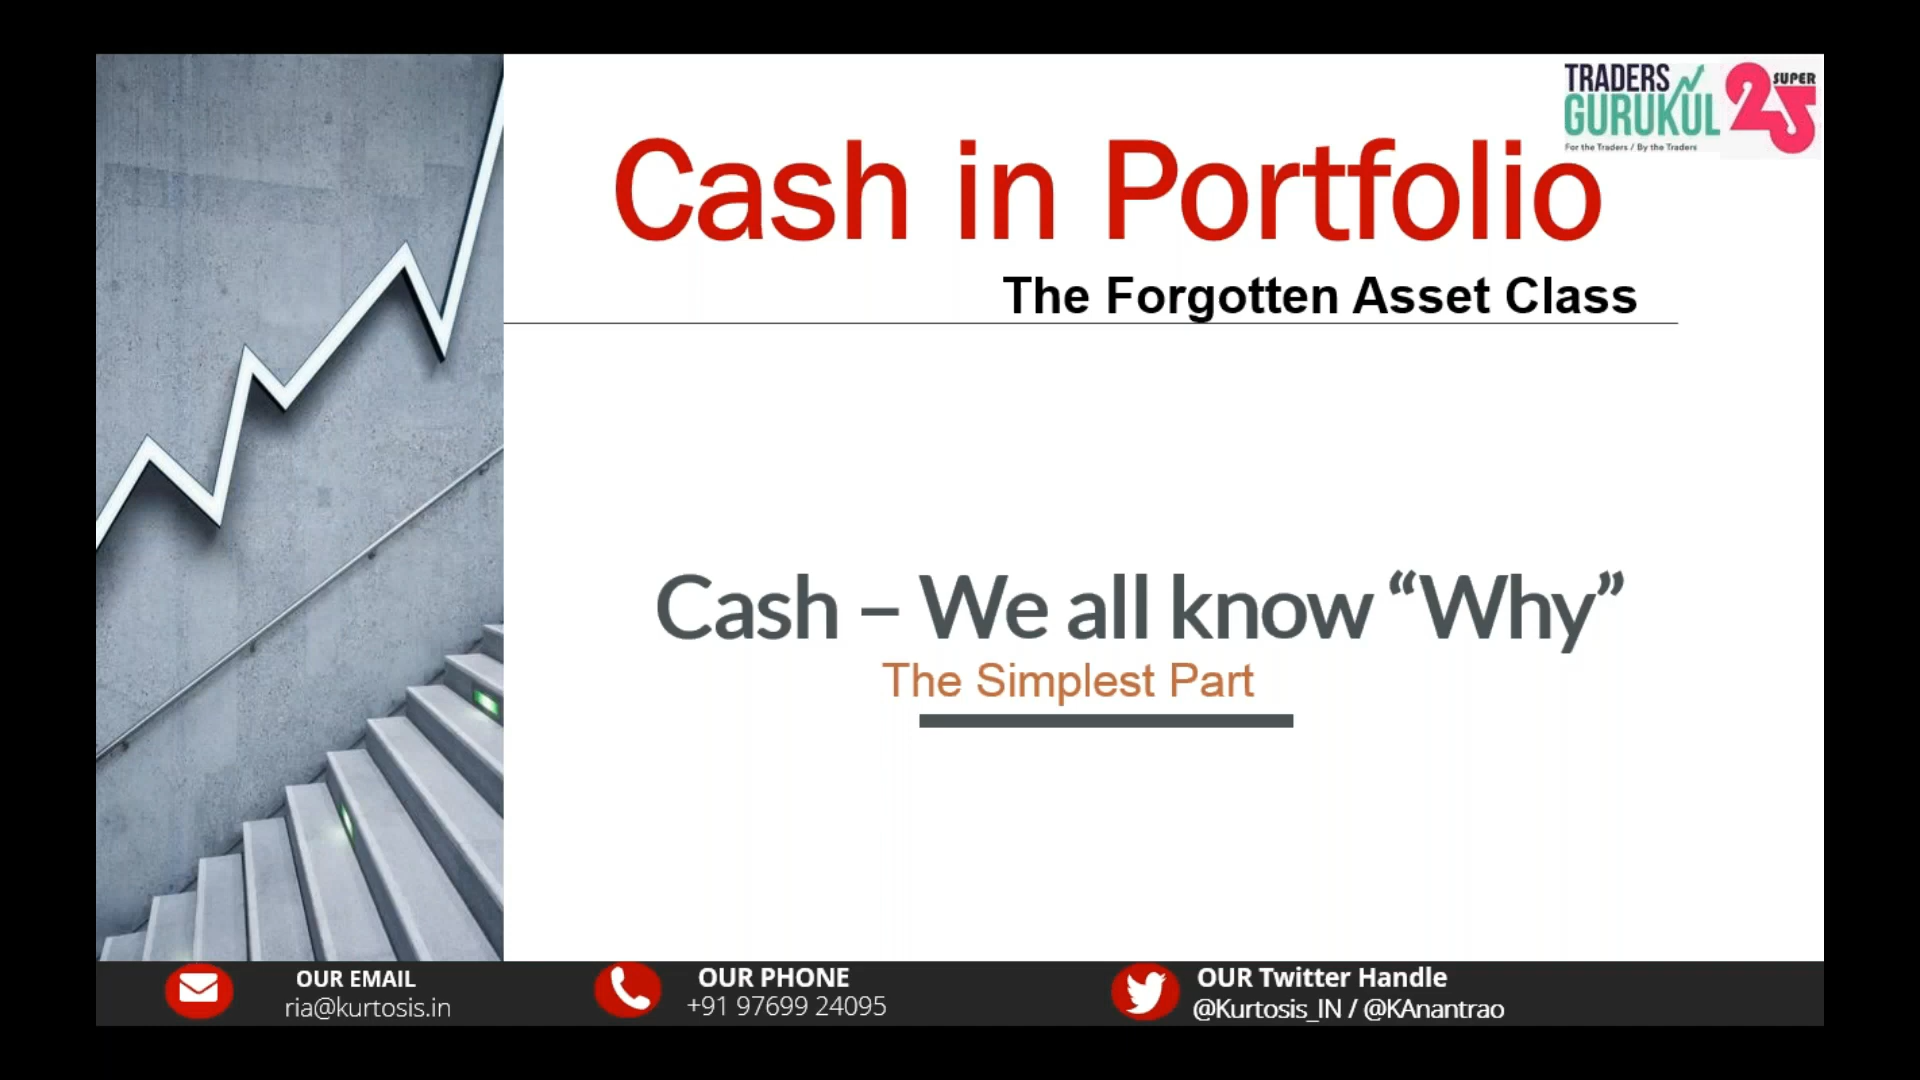 TRADERS
GURUKUL
For the Traders / By the Traders
SUPER
25
Cash in Portfolio
The Forgotten Asset Class
Cash – We all know “Why”
The Simplest Part
OUR EMAIL
ria@kurtosis.in
OUR PHONE
+91 97699 24095
OUR Twitter Handle
@Kurtosis_IN / @KAnantrao